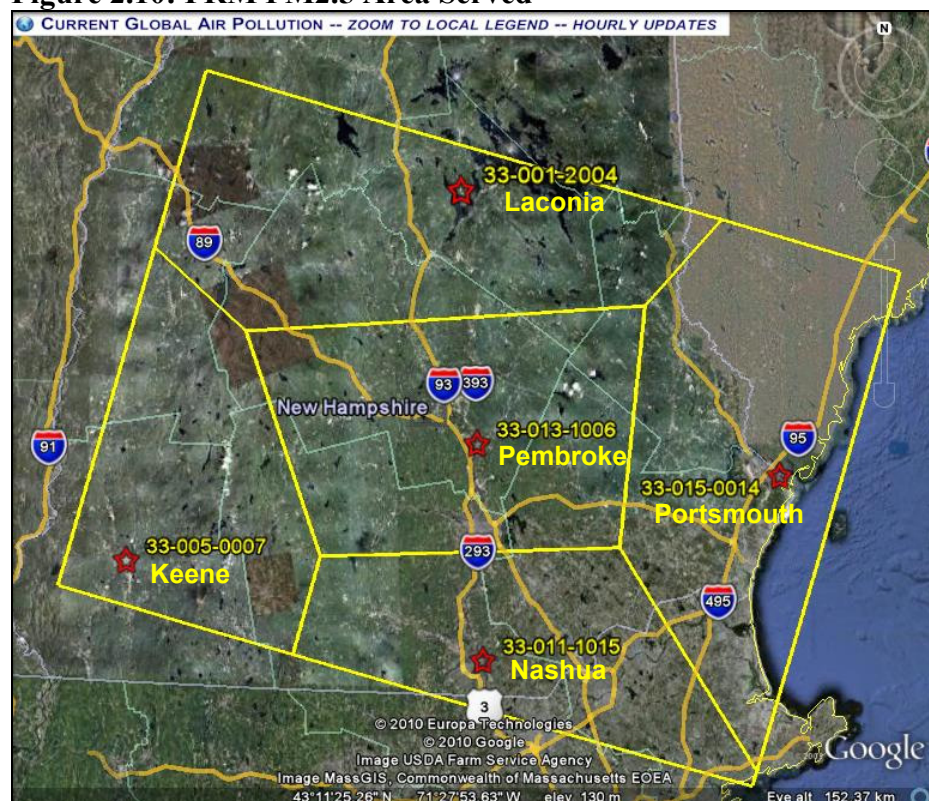 Figure 2.10: FRM PM2.5 Area Served
CURRENT GLOBAL AIR POLLUTION -- ZOOM TO LOCAL LEGEND -- HOURLY UPDATES
N
33-001-2004
Laconia
89
93
393
New Hampshire
33-013-1006
Pembroke
91
95
33-015-0014
Portsmouth
33-005-0007
Keene
293
495
33-011-1015
Nashua
3
© 2010 Europa Technologies
© 2010 Google
Image USDA Farm Service Agency
Image MassGIS, Commonwealth of Massachusetts EOEA
Google
43°11'25.26" N 71°27'53.63" W elev 130 m Eye alt 152.37 km